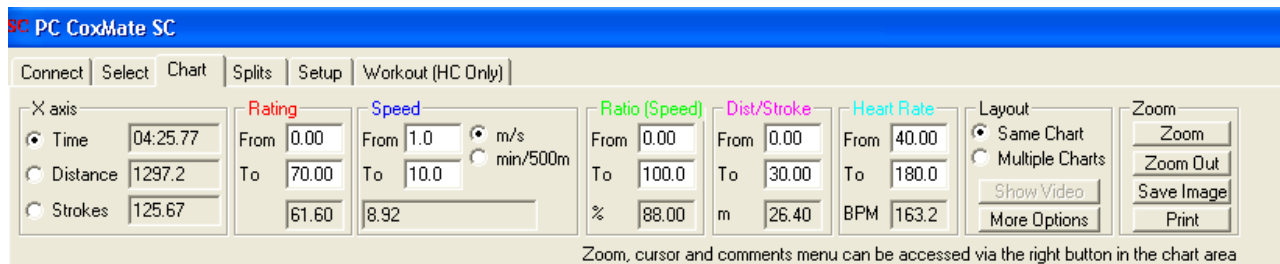 SC PC CoxMate SC
Connect Select Chart Splits Setup Workout (HC Only)
X axis Rating Speed Ratio (Speed) Dist/Stroke Heart Rate Layout Zoom
Time 04:25.77 From 0.00 From 1.0 m/s From 0.00 From 0.00 From 40.00 Same Chart Zoom
min/500m Multiple Charts
Distance 1297.2 To 70.00 To 10.0 To 100.0 To 30.00 To 180.0 Zoom Out
Show Video Save Image
Strokes 125.67 61.60 8.92 % 88.00 m 26.40 BPM 163.2 More Options Print
Zoom, cursor and comments menu can be accessed via the right button in the chart area